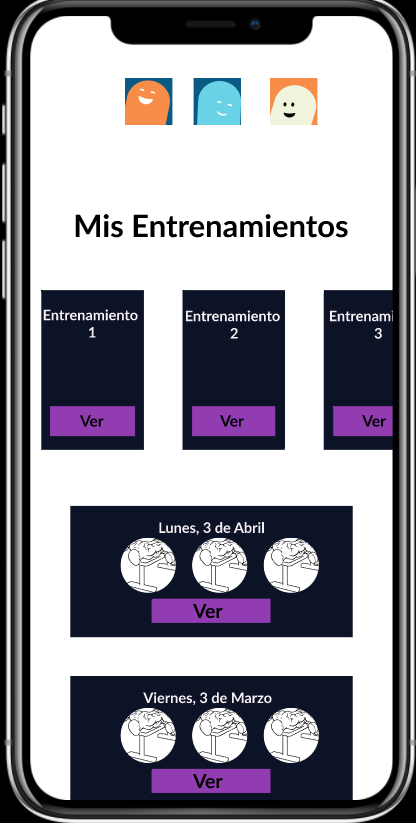 Mis Entrenamientos
Entrenamiento
1
Ver
Entrenamiento
2
Ver
Entrenami
3
Ver
Lunes, 3 de Abril
Ver
Viernes, 3 de Marzo
Ver